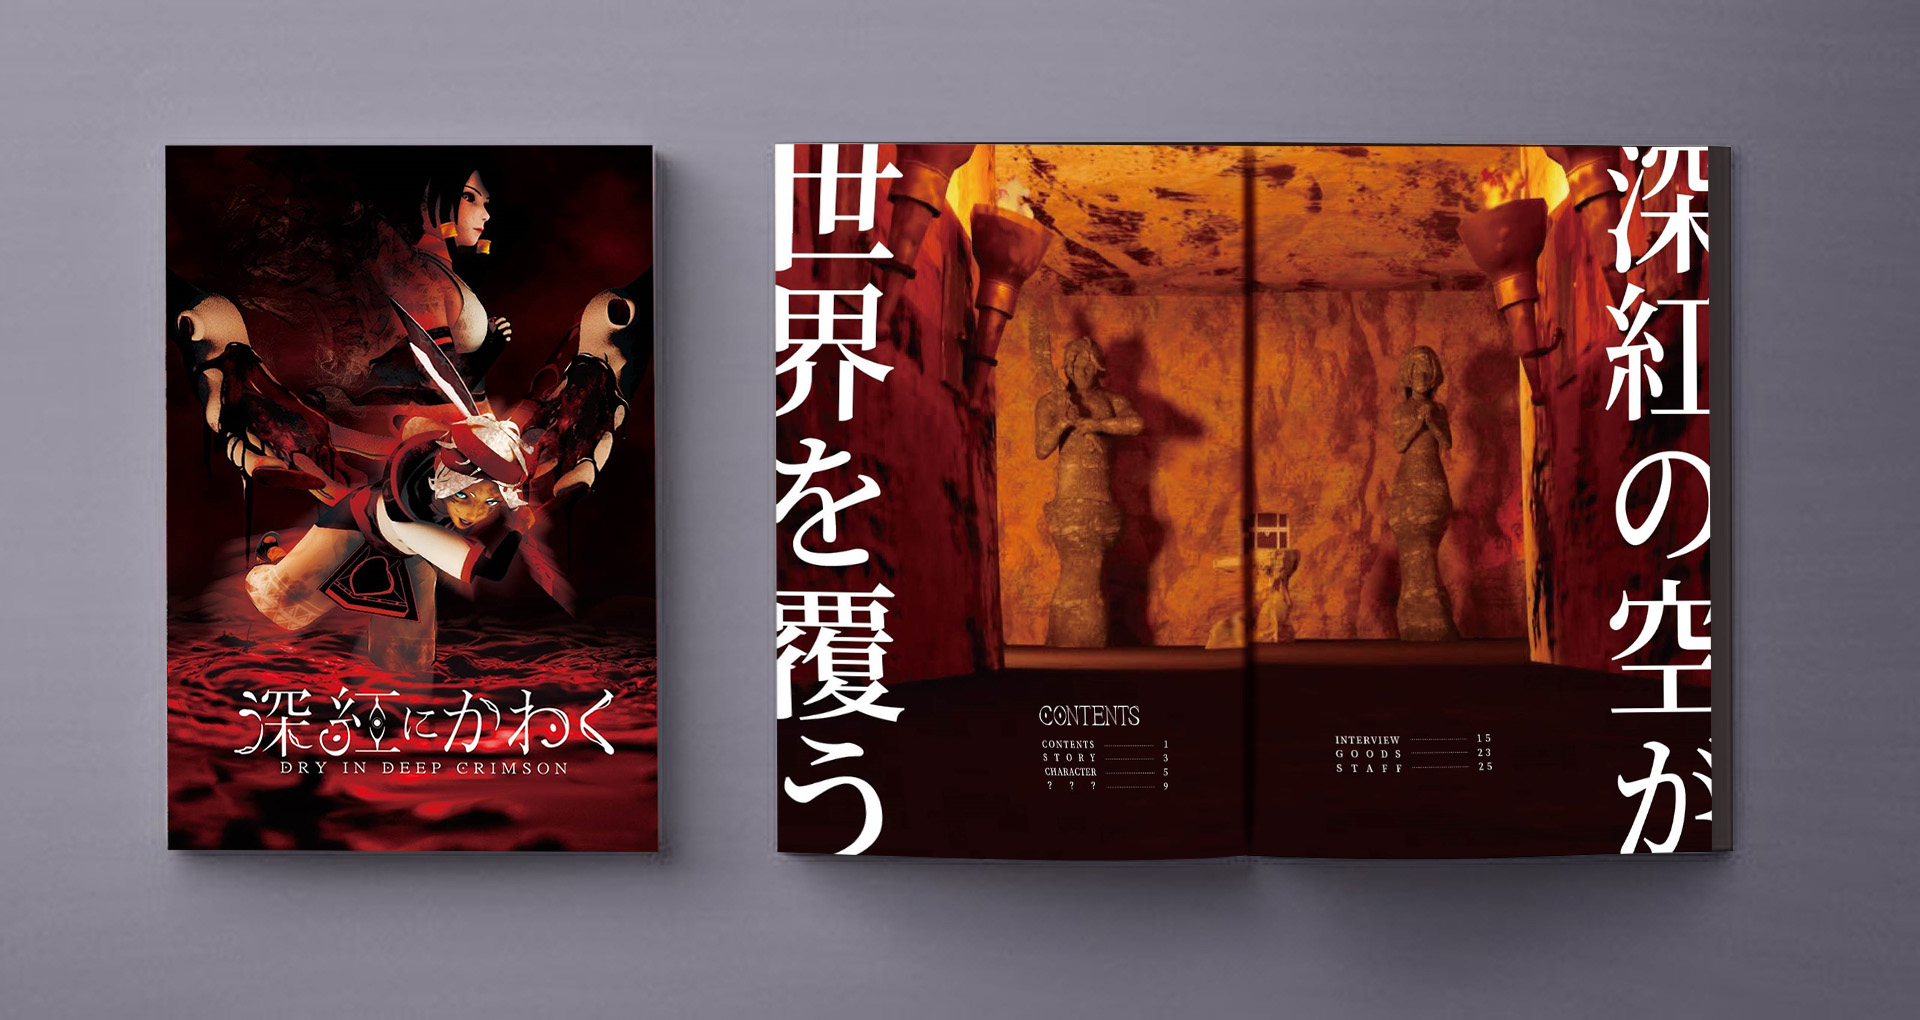 深紅にかわく
DRY IN DEEP CRIMSON
深紅の空が
世界を覆う
CONTENTS
CONTENTS 1
STORY 3
CHARACTER 5
? ? ? 9
INTERVIEW 15
GOODS 23
STAFF 25